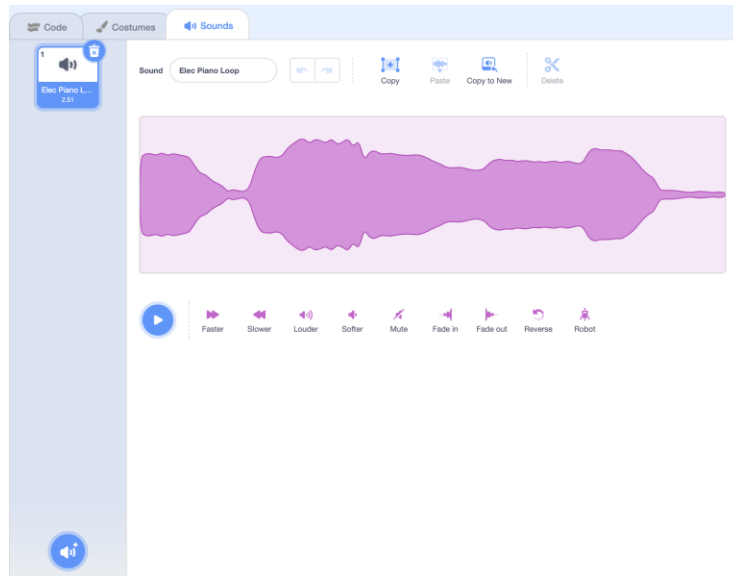 Code
Costumes
Sounds
1
Elec Piano L...
2.51
Sound
Elec Piano Loop
Copy
Paste
Copy to New
Delete
Faster
Slower
Louder
Softer
Mute
Fade in
Fade out
Reverse
Robot